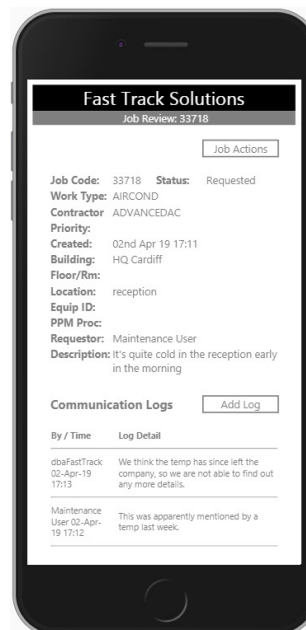 Fast Track Solutions
Job Review: 33718
Job Actions
Job Code: 33718 Status: Requested
Work Type: AIRCOND
Contractor ADVANCEDAC
Priority:
Created: 02nd Apr 19 17:11
Building: HQ Cardiff
Floor/Rm:
Location: reception
Equip ID:
PPM Proc:
Requestor: Maintenance User
Description: It's quite cold in the reception early
in the morning
Communication Logs Add Log
By / Time Log Detail
dbaFastTrack
02-Apr-19
17:13
We think the temp has since left the
company, so we are not able to find out
any more details.
Maintenance
User 02-Apr-
19 17:12
This was apparently mentioned by a
temp last week.